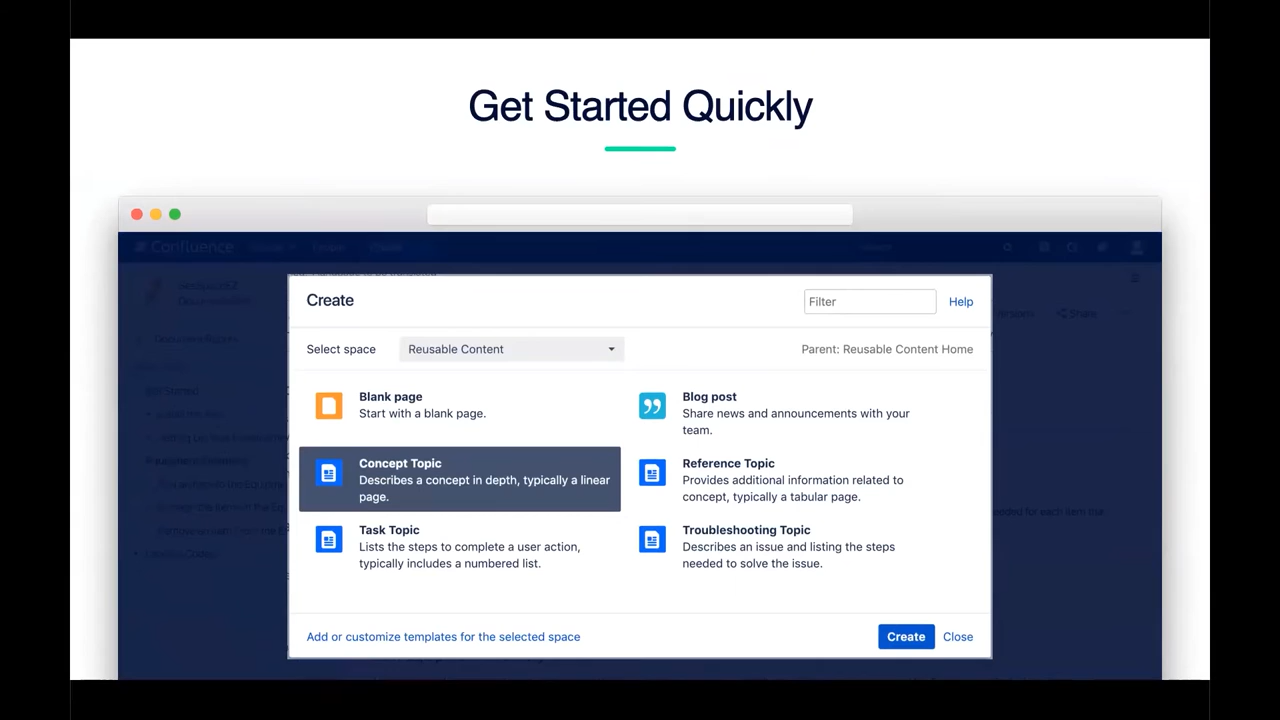 Get Started Quickly
Confluence
Create
Filter
Help
Select space
Reusable Content
Parent: Reusable Content Home
Blank page
Start with a blank page.
Blog post
Share news and announcements with your
team.
Concept Topic
Describes a concept in depth, typically a linear
page.
Reference Topic
Provides additional information related to
concept, typically a tabular page.
Task Topic
Lists the steps to complete a user action,
typically includes a numbered list.
Troubleshooting Topic
Describes an issue and listing the steps
needed to solve the issue.
Add or customize templates for the selected space
Create
Close
Share